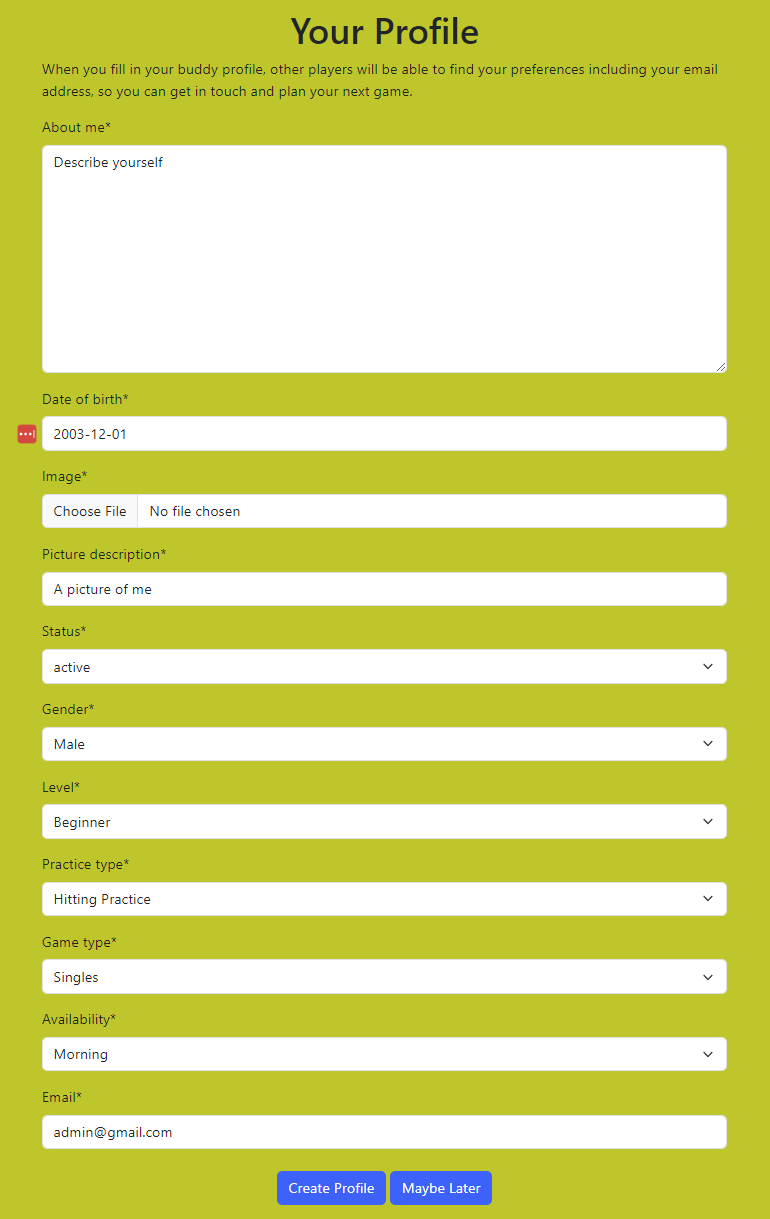 Your Profile
When you fill in your buddy profile, other players will be able to find your preferences including your email
address, so you can get in touch and plan your next game.
About me*
Describe yourself
Date of birth*
2003-12-01
Image*
Choose File No file chosen
Picture description*
A picture of me
Status*
active
Gender*
Male
Level*
Beginner
Practice type*
Hitting Practice
Game type*
Singles
Availability*
Morning
Email*
admin@gmail.com
Create Profile Maybe Later